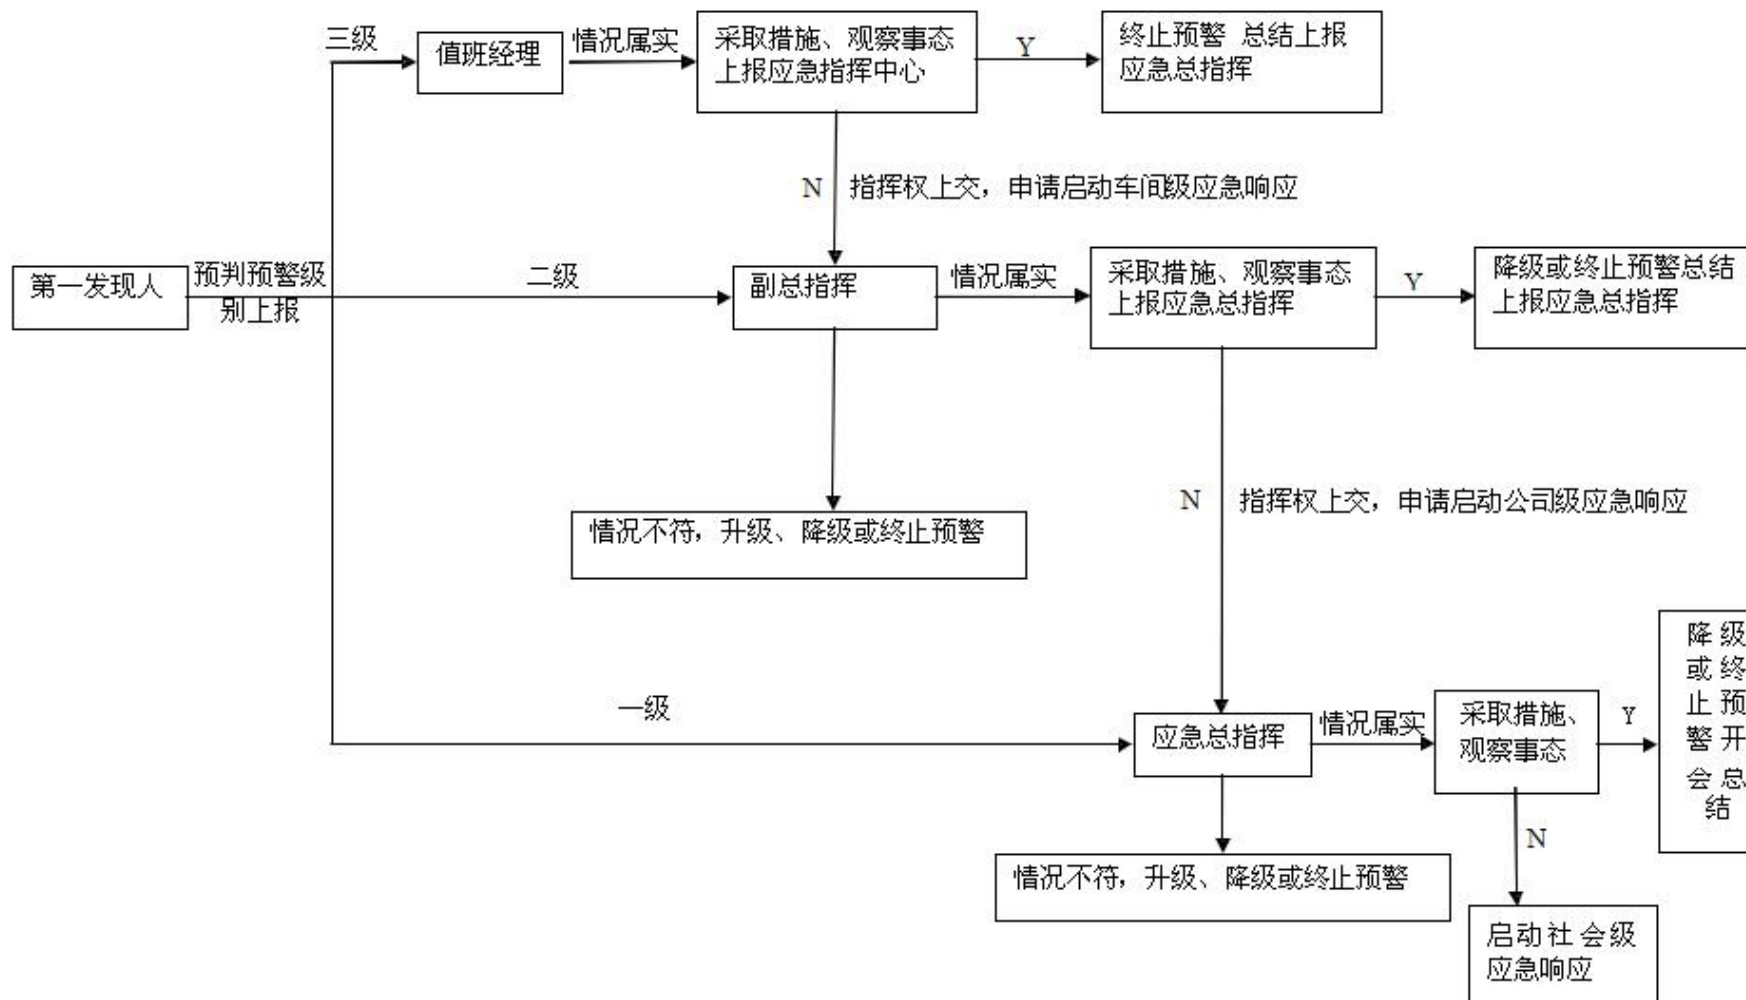 三级
值班经理
情况属实
采取措施、观察事态
上报应急指挥中心
Y
终止预警 总结上报
应急总指挥
N
指挥权上交，申请启动车间级应急响应
第一发现人
预判预警级
别上报
二级
副总指挥
情况属实
采取措施、观察事态
上报应急总指挥
Y
降级或终止预警总结
上报应急总指挥
N
指挥权上交，申请启动公司级应急响应
情况不符，升级、降级或终止预警
一级
应急总指挥
情况属实
采取措施、
观察事态
Y
降级
或终
止预
警开
会总
结
N
情况不符，升级、降级或终止预警
启动社会级
应急响应